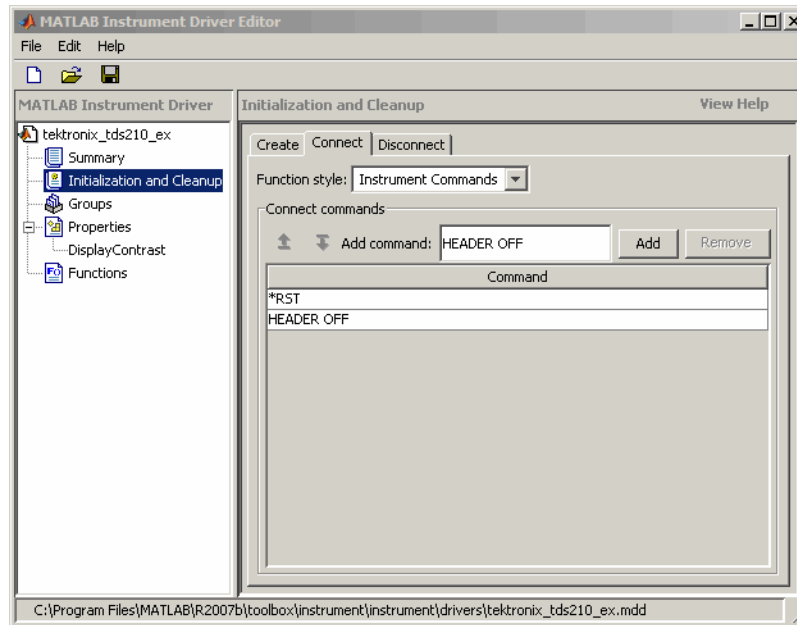 MATLAB Instrument Driver Editor
File Edit Help
MATLAB Instrument Driver
Initialization and Cleanup View Help
tektronix_tds210_ex
Summary
Initialization and Cleanup
Groups
Properties
DisplayContrast
Functions
Create Connect Disconnect
Function style: Instrument Commands
Connect commands
Add command: HEADER OFF Add Remove
Command
*RST
HEADER OFF
C:\Program Files\MATLAB\R2007b\toolbox\instrument\instrument\drivers\tektronix_tds210_ex.mdd